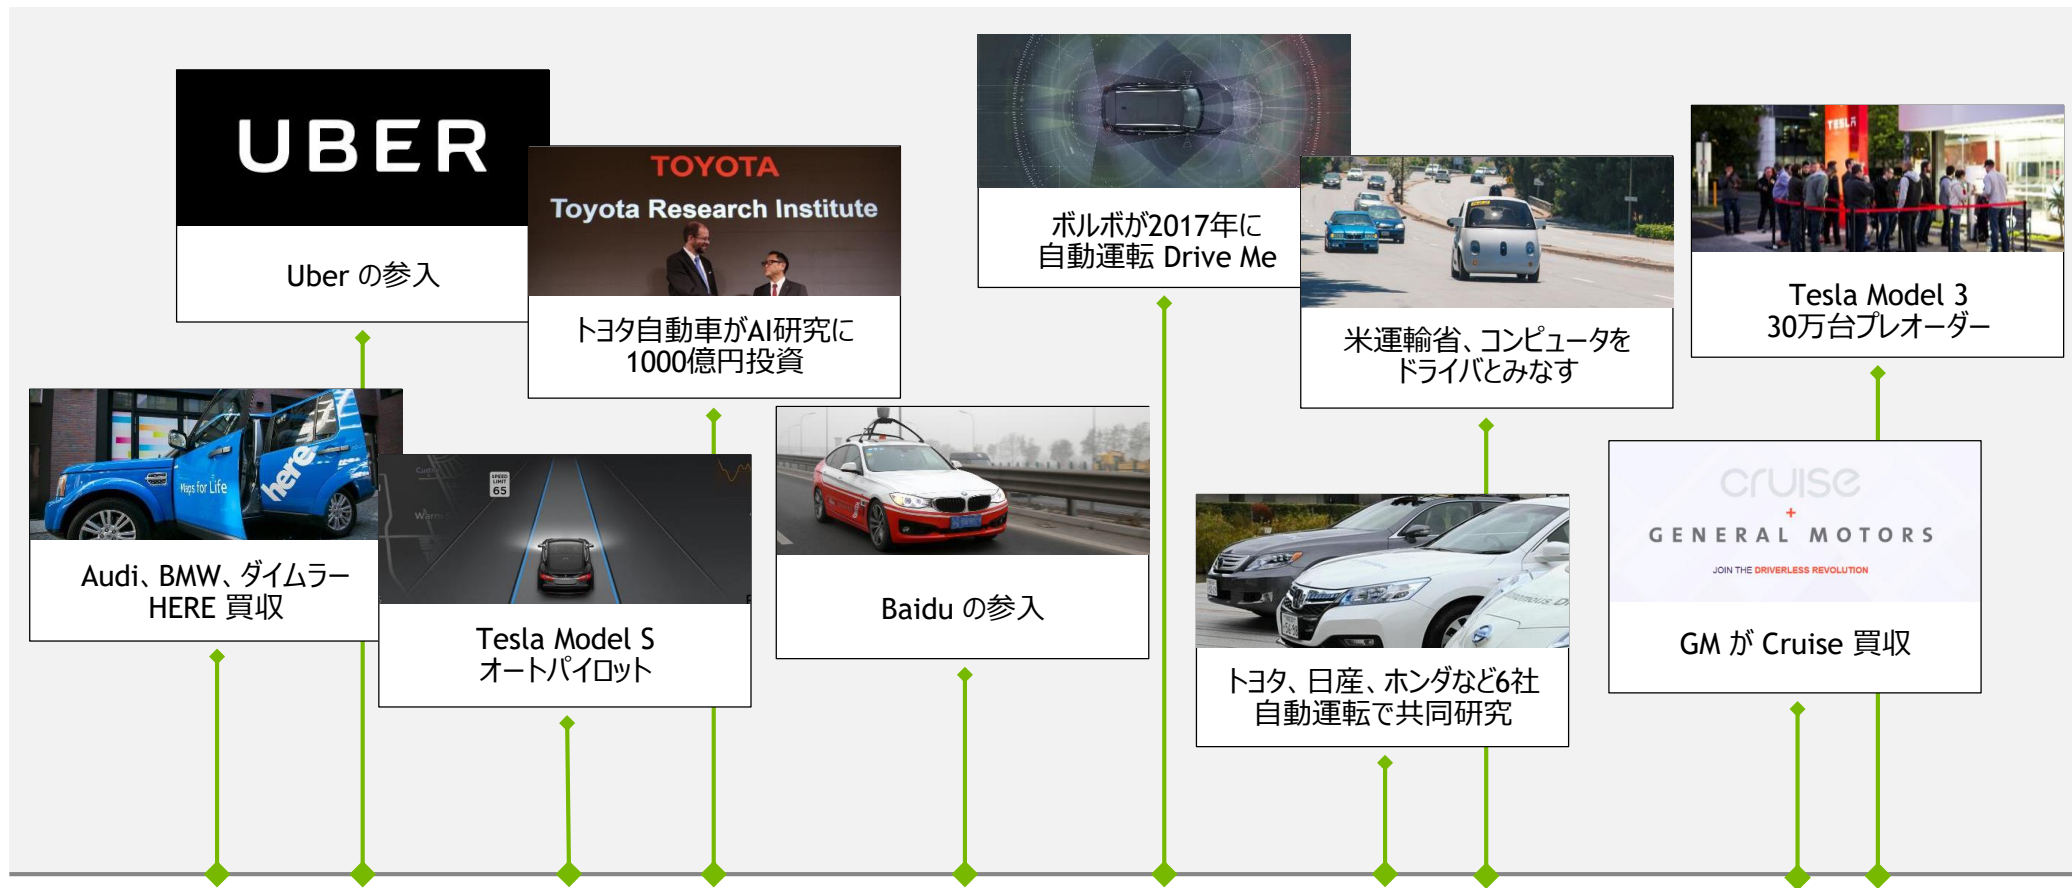 UBER
Uber の参入
TOYOTA
Toyota Research Institute
トヨタ自動車がAI研究に
1000億円投資
ボルボが2017年に
自動運転 Drive Me
米運輸省、コンピュータを
ドライバとみなす
TESLA
Tesla Model 3
30万台プレオーダー
Maps for Life
here
Audi、BMW、ダイムラー
HERE 買収
SPEED
LIMIT
65
Tesla Model S
オートパイロット
Baidu の参入
トヨタ、日産、ホンダなど6社
自動運転で共同研究
cruise
+
GENERAL MOTORS
JOIN THE DRIVERLESS REVOLUTION
GM が Cruise 買収